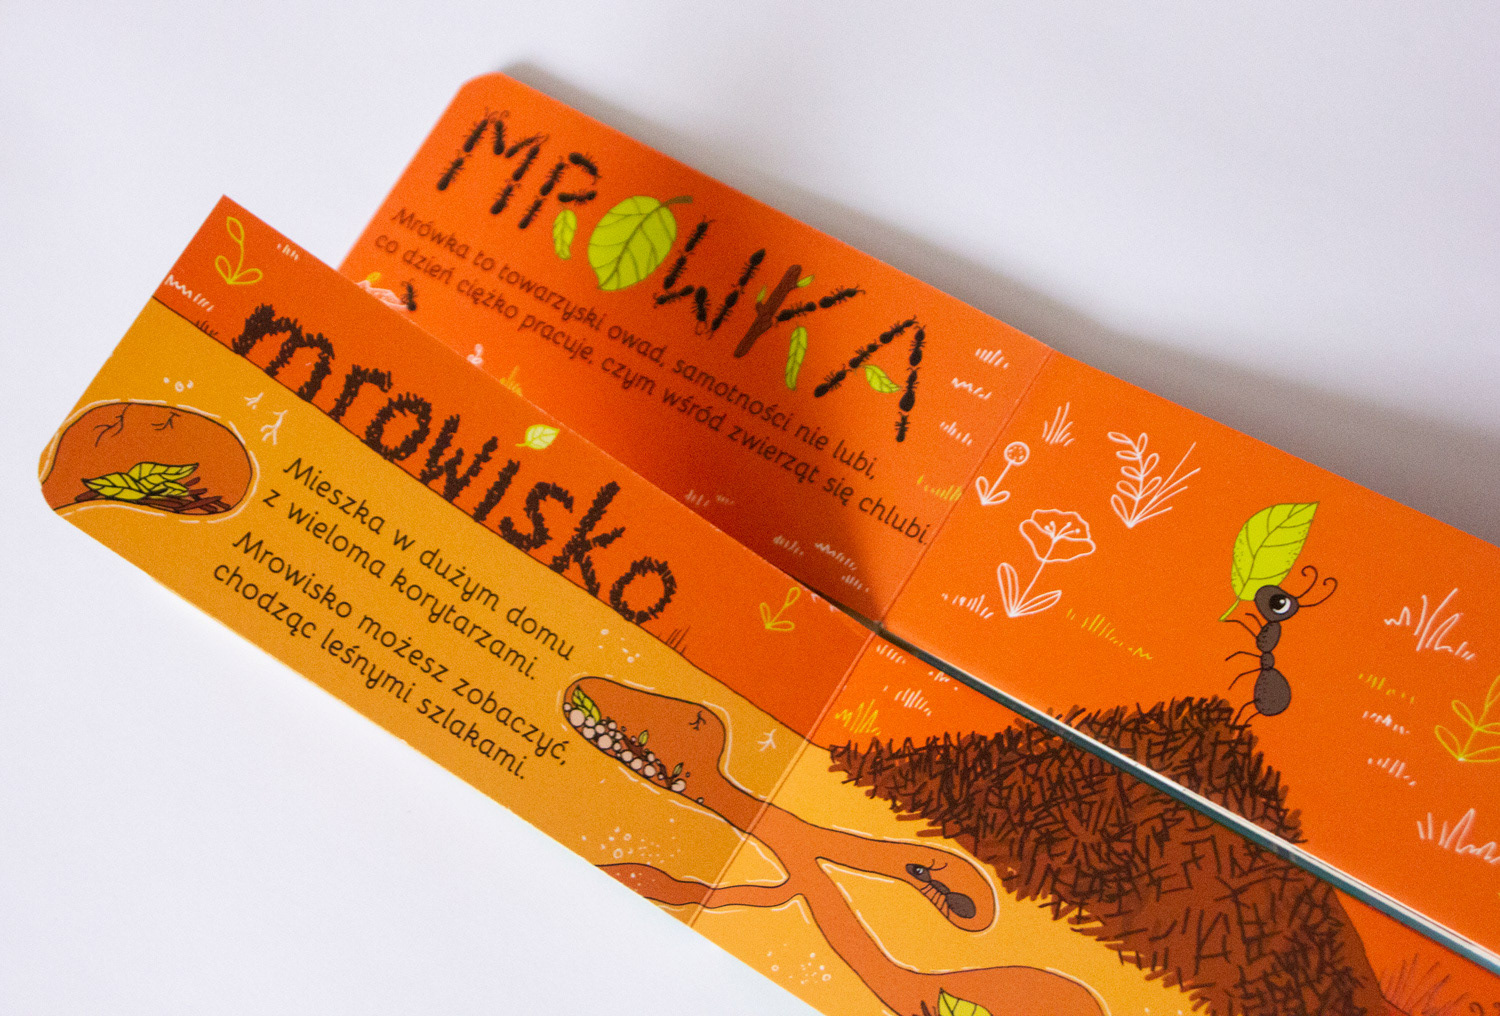 MRÓWKA
Mrówka to towarzyski owad, samotności nie lubi,
co dzień ciężko pracuje, czym wśród zwierząt się chlubi.
mrowisko
Mieszka w dużym domu
z wieloma korytarzami.
Mrowisko możesz zobaczyć,
chodząc leśnymi szlakami.